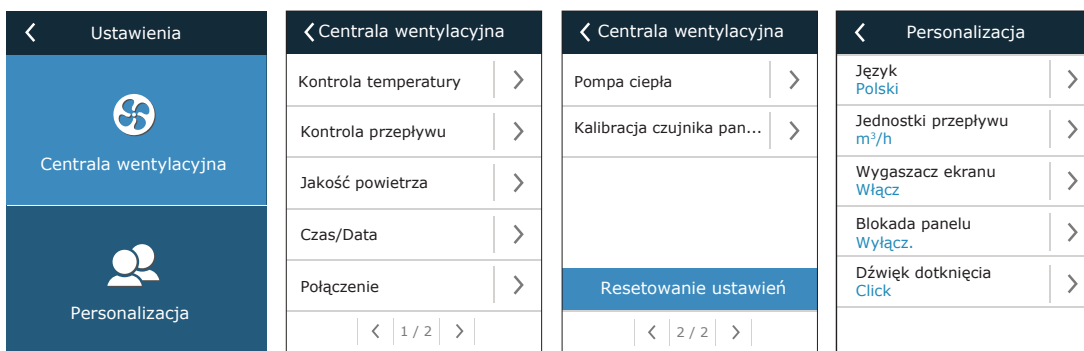 Ustawienia
Centrala wentylacyjna
Personalizacja
Centrala wentylacyjna
Kontrola temperatury
Kontrola przepływu
Jakość powietrza
Czas/Data
Połączenie
1 / 2
Centrala wentylacyjna
Pompa ciepła
Kalibracja czujnika pan...
Resetowanie ustawień
2 / 2
Personalizacja
Język
Polski
Jednostki przepływu
m³/h
Wygaszacz ekranu
Włącz
Blokada panelu
Wyłącz.
Dźwięk dotknięcia
Click